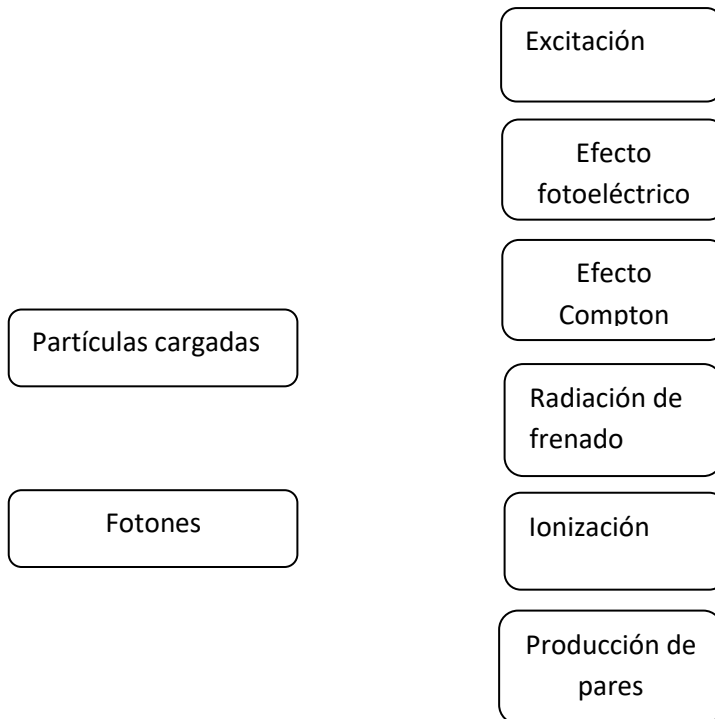 Partículas cargadas
Fotones
Excitación
Efecto
fotoeléctrico
Efecto
Compton
Radiación de
frenado
Ionización
Producción de
pares